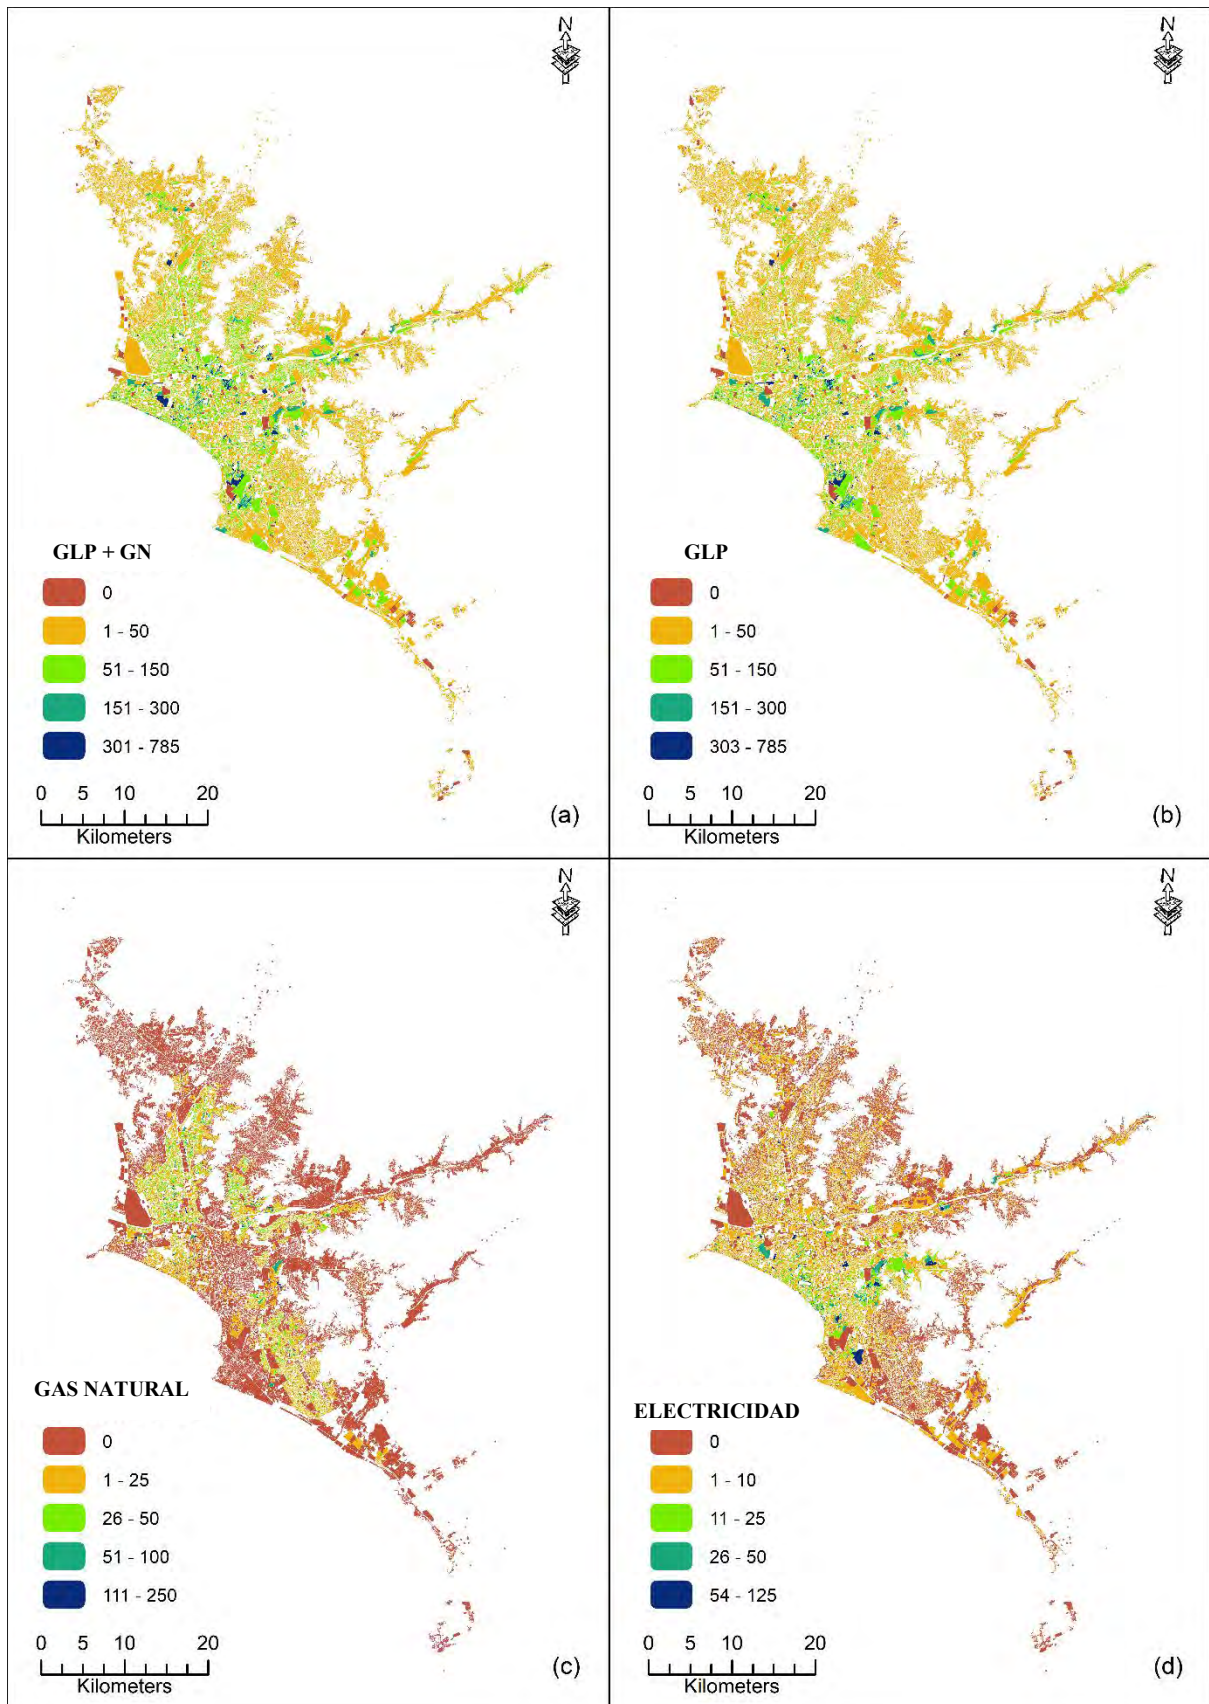 N
GLP + GN
0
1 - 50
51 - 150
151 - 300
301 - 785
0 5 10 20
Kilometers
(a)
N
GLP
0
1 - 50
51 - 150
151 - 300
303 - 785
0 5 10 20
Kilometers
(b)
N
GAS NATURAL
0
1 - 25
26 - 50
51 - 100
111 - 250
0 5 10 20
Kilometers
(c)
N
ELECTRICIDAD
0
1 - 10
11 - 25
26 - 50
54 - 125
0 5 10 20
Kilometers
(d)